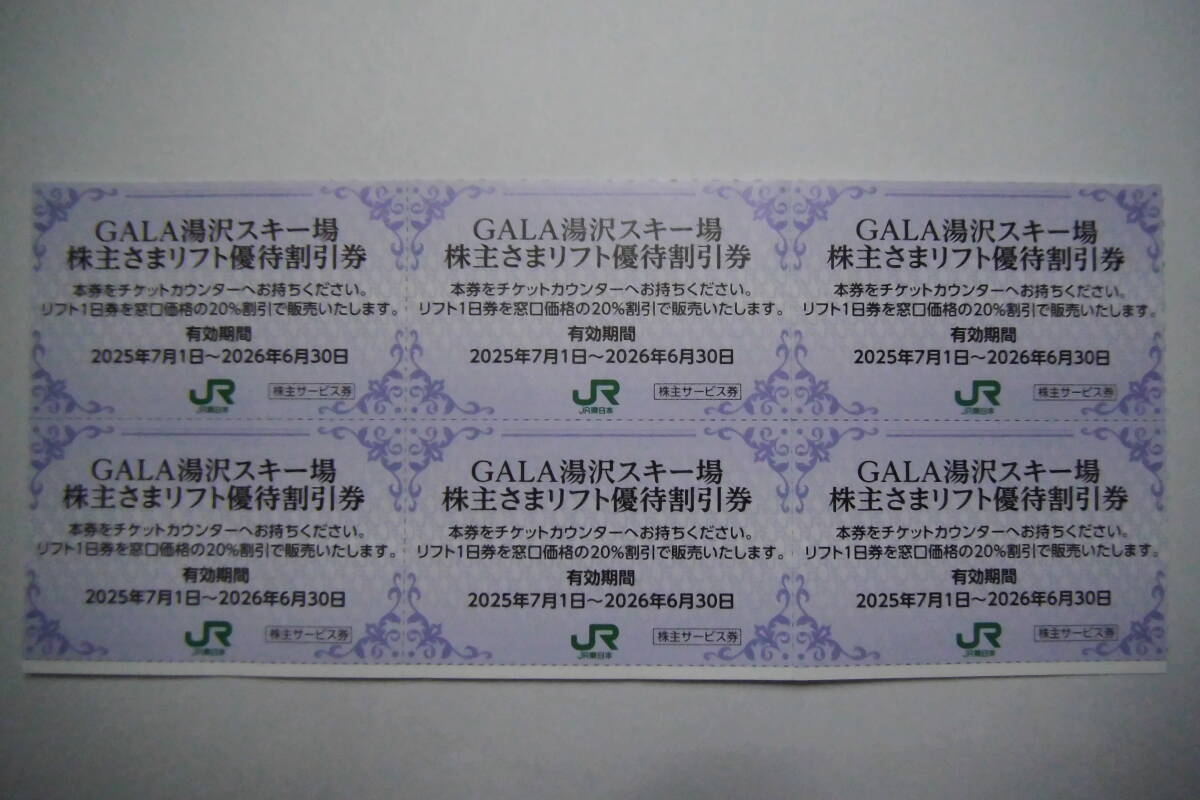 GALA湯沢スキー場
株主さまリフト優待割引券
本券をチケットカウンターへお持ちください。
リフト1日券を窓口価格の20%割引で販売いたします。
有効期間
2025年7月1日～2026年6月30日
JR
JR東日本
株主サービス券
GALA湯沢スキー場
株主さまリフト優待割引券
本券をチケットカウンターへお持ちください。
リフト1日券を窓口価格の20%割引で販売いたします。
有効期間
2025年7月1日～2026年6月30日
JR
JR東日本
株主サービス券
GALA湯沢スキー場
株主さまリフト優待割引券
本券をチケットカウンターへお持ちください。
リフト1日券を窓口価格の20%割引で販売いたします。
有効期間
2025年7月1日～2026年6月30日
JR
JR東日本
株主サービス券
GALA湯沢スキー場
株主さまリフト優待割引券
本券をチケットカウンターへお持ちください。
リフト1日券を窓口価格の20%割引で販売いたします。
有効期間
2025年7月1日～2026年6月30日
JR
JR東日本
株主サービス券
GALA湯沢スキー場
株主さまリフト優待割引券
本券をチケットカウンターへお持ちください。
リフト1日券を窓口価格の20%割引で販売いたします。
有効期間
2025年7月1日～2026年6月30日
JR
JR東日本
株主サービス券
GALA湯沢スキー場
株主さまリフト優待割引券
本券をチケットカウンターへお持ちください。
リフト1日券を窓口価格の20%割引で販売いたします。
有効期間
2025年7月1日～2026年6月30日
JR
JR東日本
株主サービス券